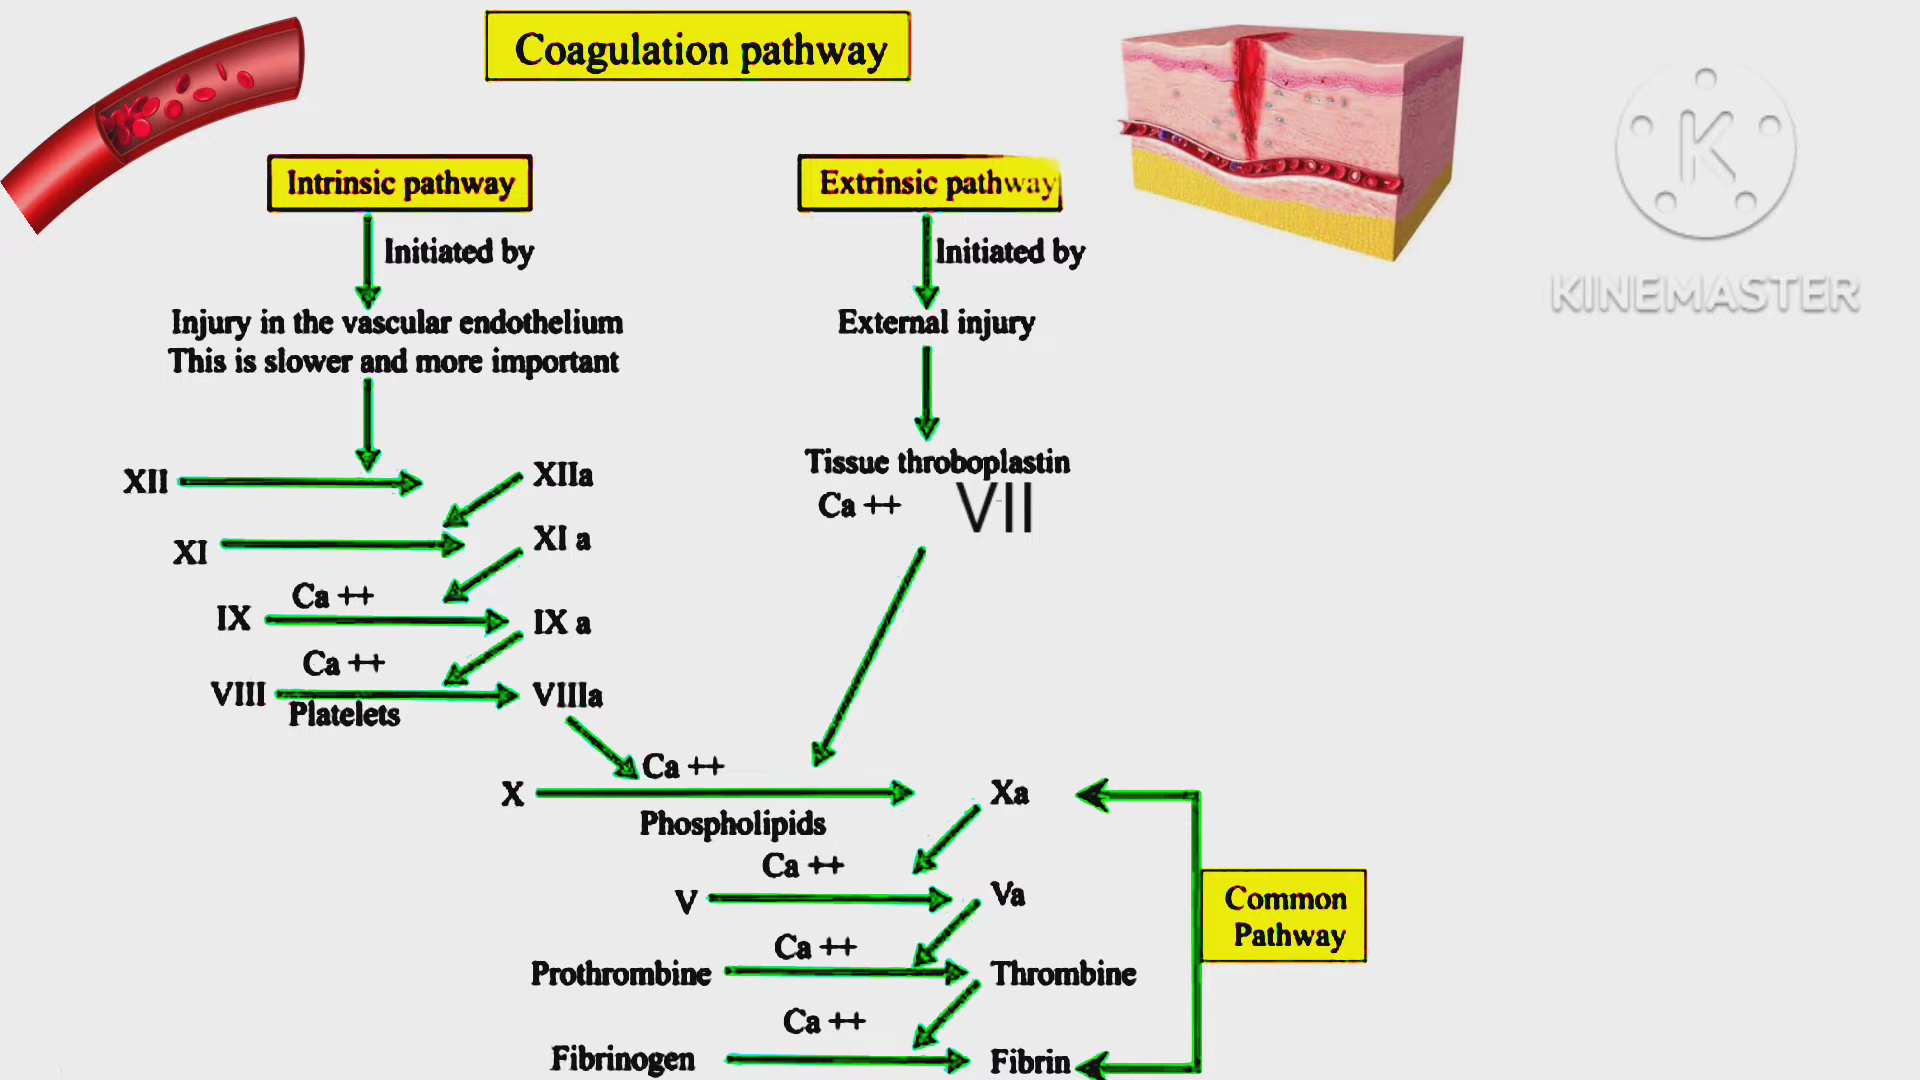 Coagulation pathway
K
KINEMASTER
Intrinsic pathway
Extrinsic pathway
Initiated by
Initiated by
Injury in the vascular endothelium
This is slower and more important
External injury
Tissue throboplastin
Ca ++ VII
XII XIIa
XI XI a
Ca ++
IX IX a
Ca ++
VIII VIIIa
Platelets
Ca ++
X Xa
Phospholipids
Ca ++
V Va
Common
Pathway
Ca ++
Prothrombine Thrombine
Ca ++
Fibrinogen Fibrin